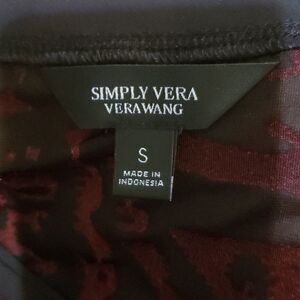 SIMPLY VERA
VERAWANG
S
MADE IN
INDONESIA